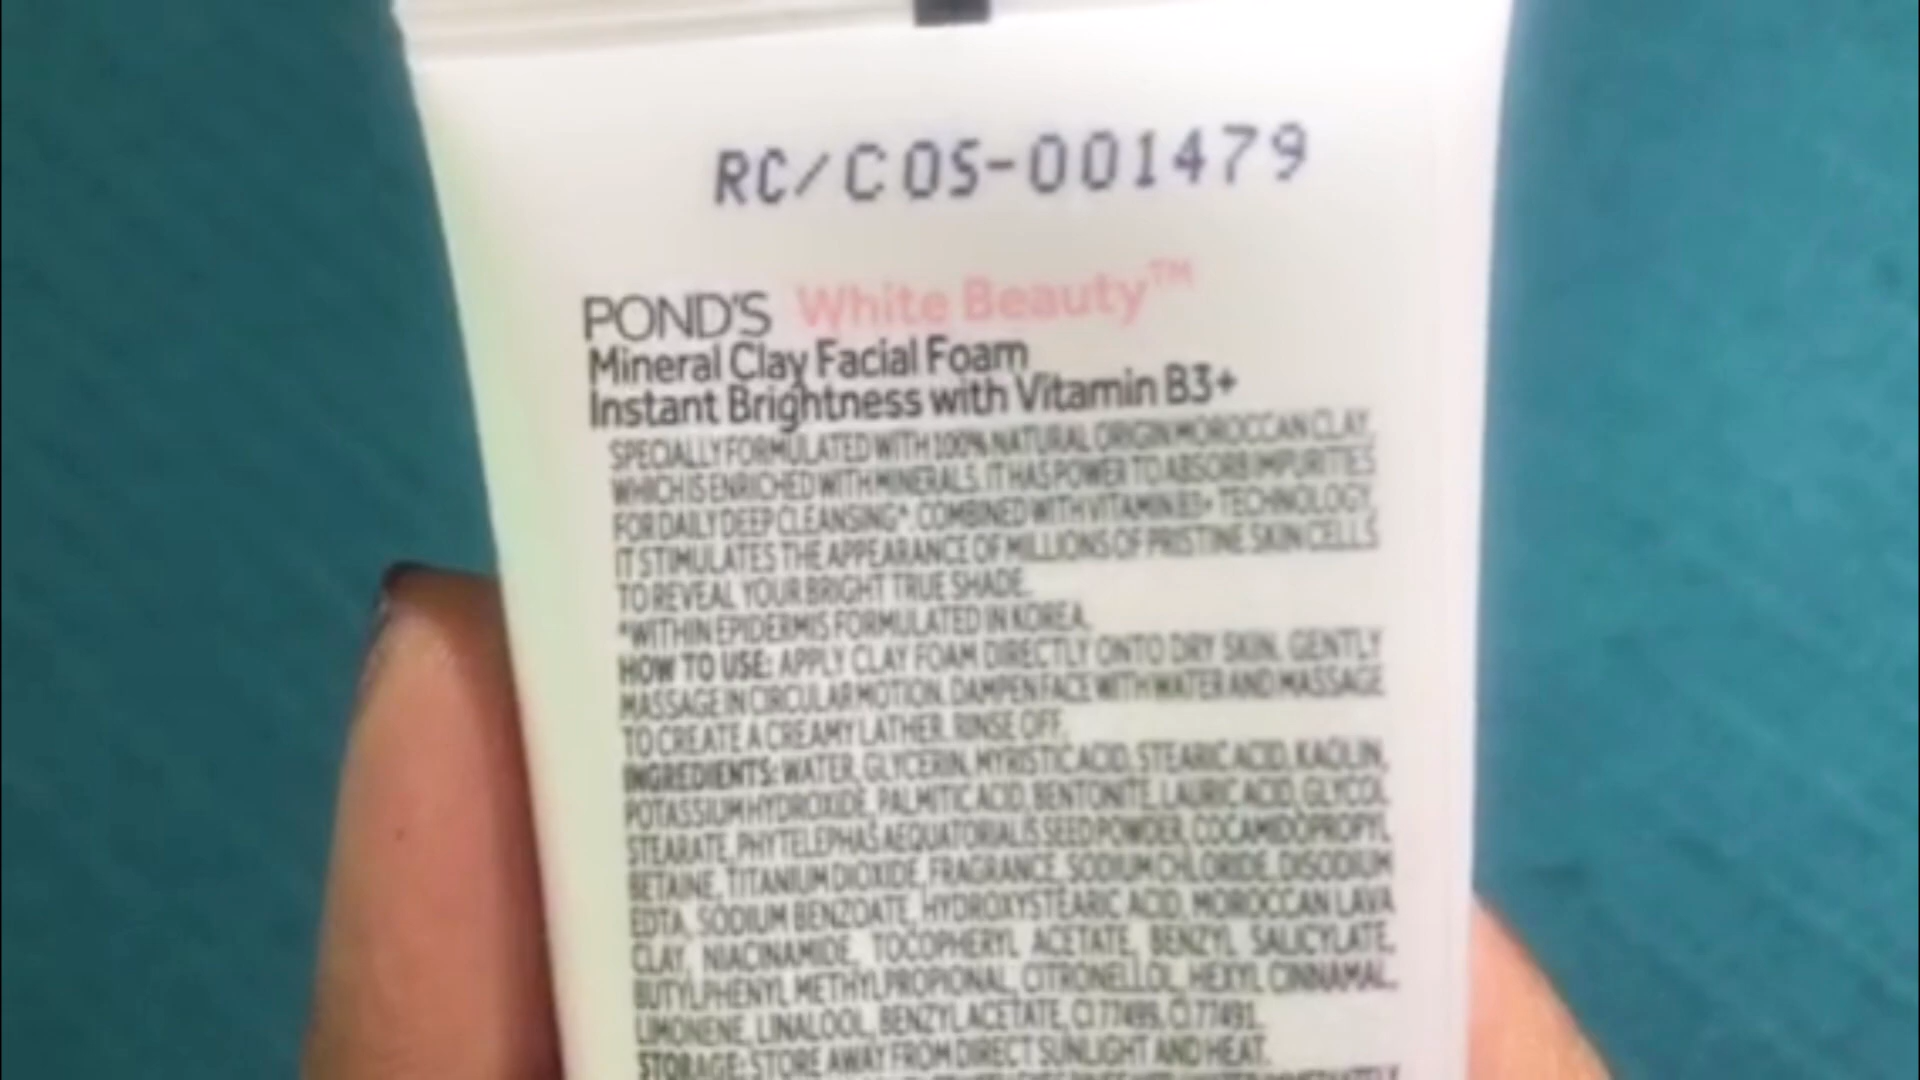 RC/COS-001479
POND'S White Beauty™
Mineral Clay Facial Foam
Instant Brightness with Vitamin B3+
SPECIALLY FORMULATED WITH 100% NATURAL ORIGIN MOROCCAN CLAY,
WHICH IS ENRICHED WITH MINERALS. IT HAS POWER TO ABSORB IMPURITIES
FOR DAILY DEEP CLEANSING*. COMBINED WITH VITAMIN B3+ TECHNOLOGY,
IT STIMULATES THE APPEARANCE OF MILLIONS OF PRISTINE SKIN CELLS
TO REVEAL YOUR BRIGHT TRUE SHADE.
*WITHIN EPIDERMIS FORMULATED IN KOREA.
HOW TO USE: APPLY CLAY FOAM DIRECTLY ONTO DRY SKIN. GENTLY
MASSAGE IN CIRCULAR MOTION. DAMPEN FACE WITH WATER AND MASSAGE
TO CREATE A CREAMY LATHER. RINSE OFF.
INGREDIENTS: WATER, GLYCERIN, MYRISTIC ACID, STEARIC ACID, KAOLIN,
POTASSIUM HYDROXIDE, PALMITIC ACID, BENTONITE, LAURIC ACID, GLYCOL
STEARATE, PHYTELEPHAS AEQUATORIALIS SEED POWDER, COCAMIDOPROPYL
BETAINE, TITANIUM DIOXIDE, FRAGRANCE, SODIUM CHLORIDE, DISODIUM
EDTA, SODIUM BENZOATE, HYDROXYSTEARIC ACID, MOROCCAN LAVA
CLAY, NIACINAMIDE, TOCOPHERYL ACETATE, BENZYL SALICYLATE,
BUTYLPHENYL METHYLPROPIONAL, CITRONELLOL, HEXYL CINNAMAL,
LIMONENE, LINALOOL, BENZYL ACETATE, CI 77499, CI 77491.
STORAGE: STORE AWAY FROM DIRECT SUNLIGHT AND HEAT.